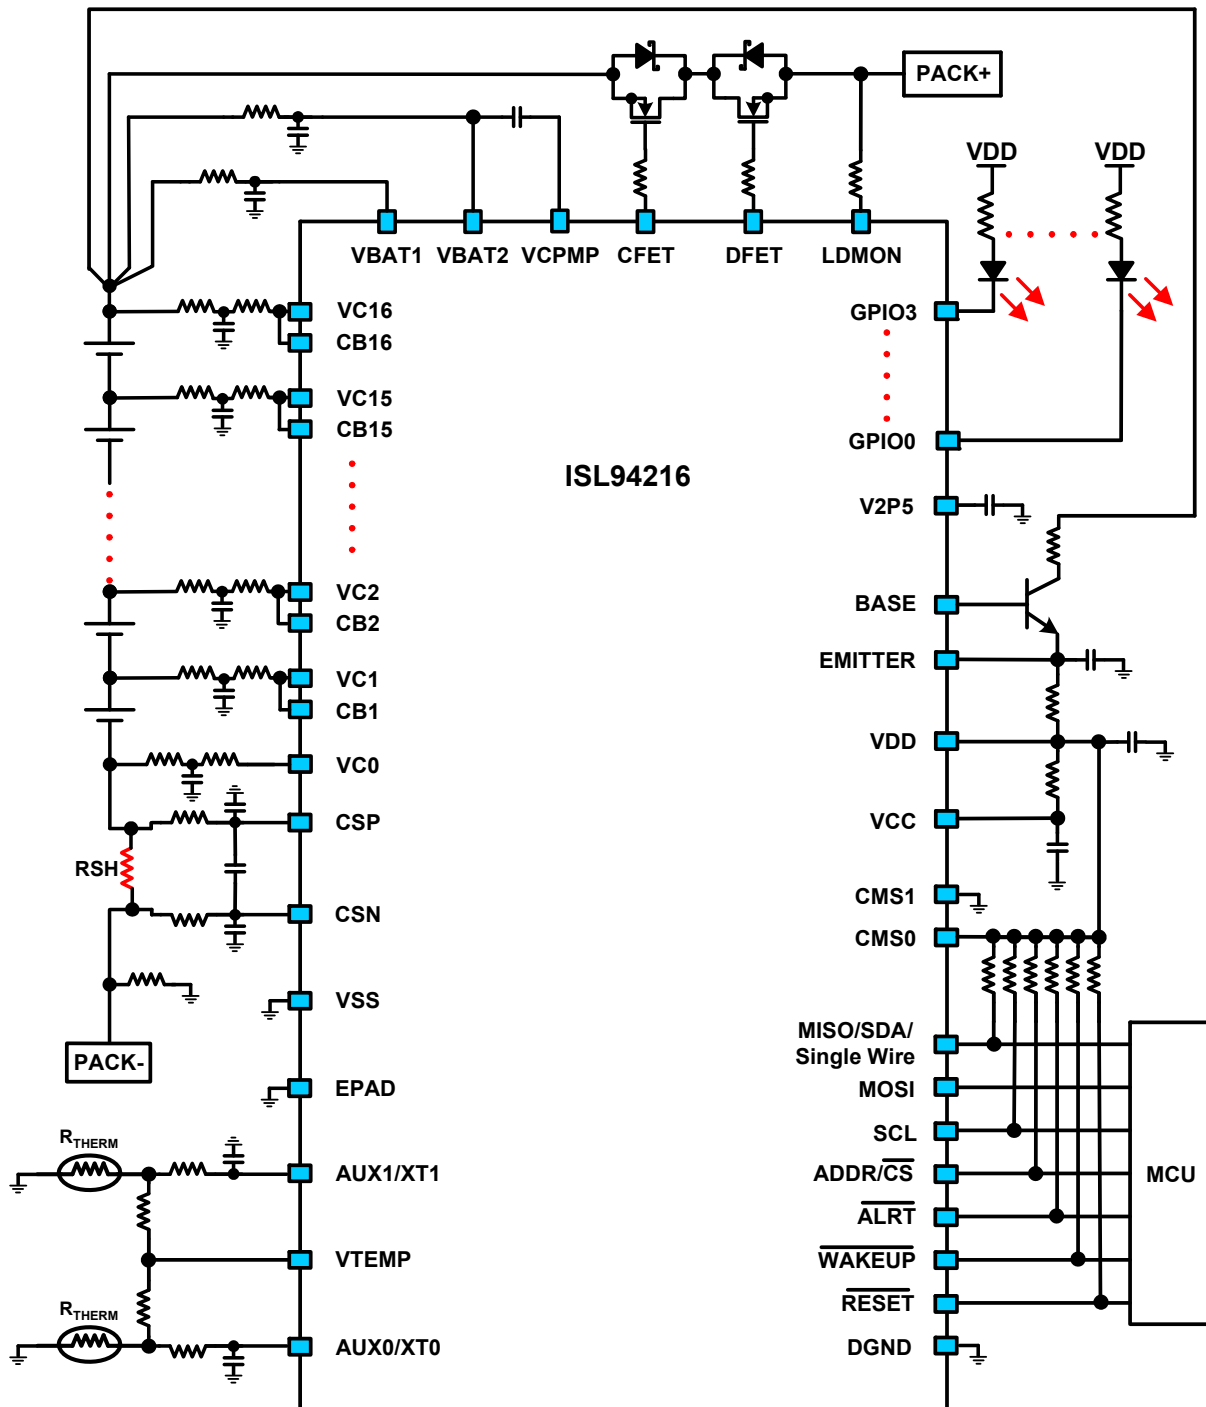 PACK+
VDD VDD
VBAT1 VBAT2 VCPMP CFET DFET LDMON
VC16
GPIO3
CB16
VC15
CB15
GPIO0
ISL94216
V2P5
VC2
BASE
CB2
EMITTER
VC1
CB1
VDD
VC0
CSP
VCC
RSH
CMS1
CSN
CMS0
VSS
MISO/SDA/
Single Wire
PACK-
EPAD
MOSI
SCL
RTHERM
AUX1/XT1
ADDR/CS
MCU
ALRT
VTEMP
WAKEUP
RESET
RTHERM
AUX0/XT0
DGND